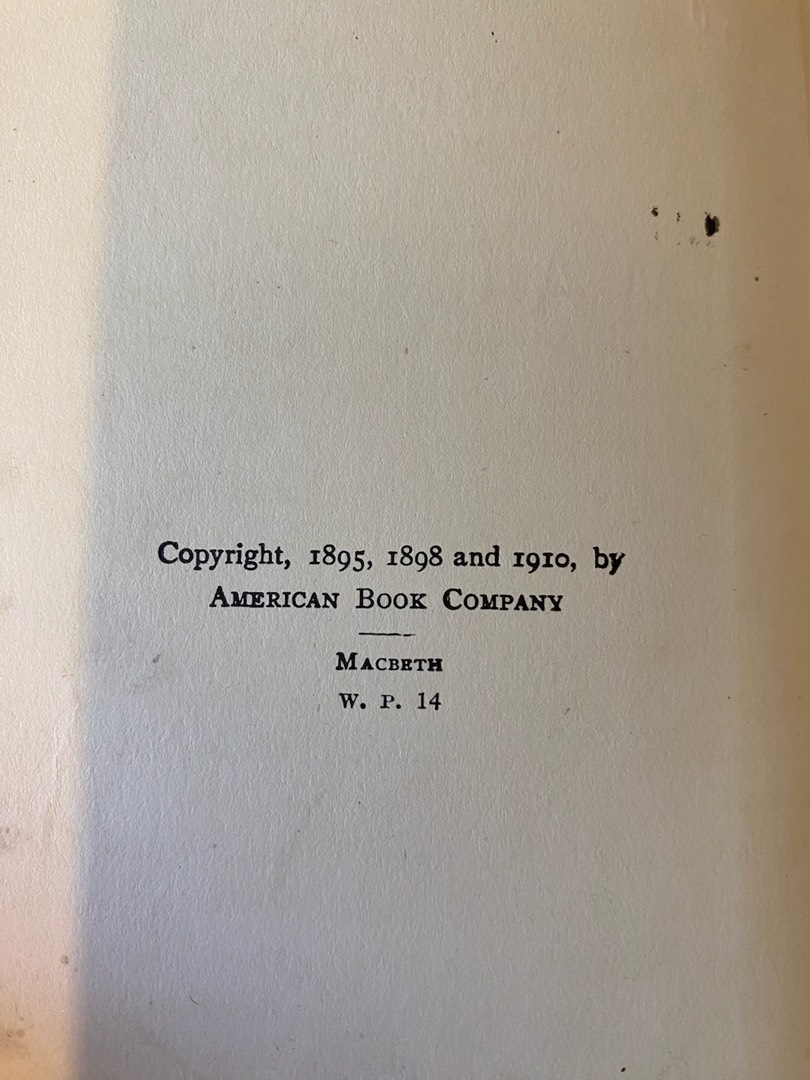 Copyright, 1895, 1898 and 1910, by
AMERICAN BOOK COMPANY
MACBETH
W. P. 14